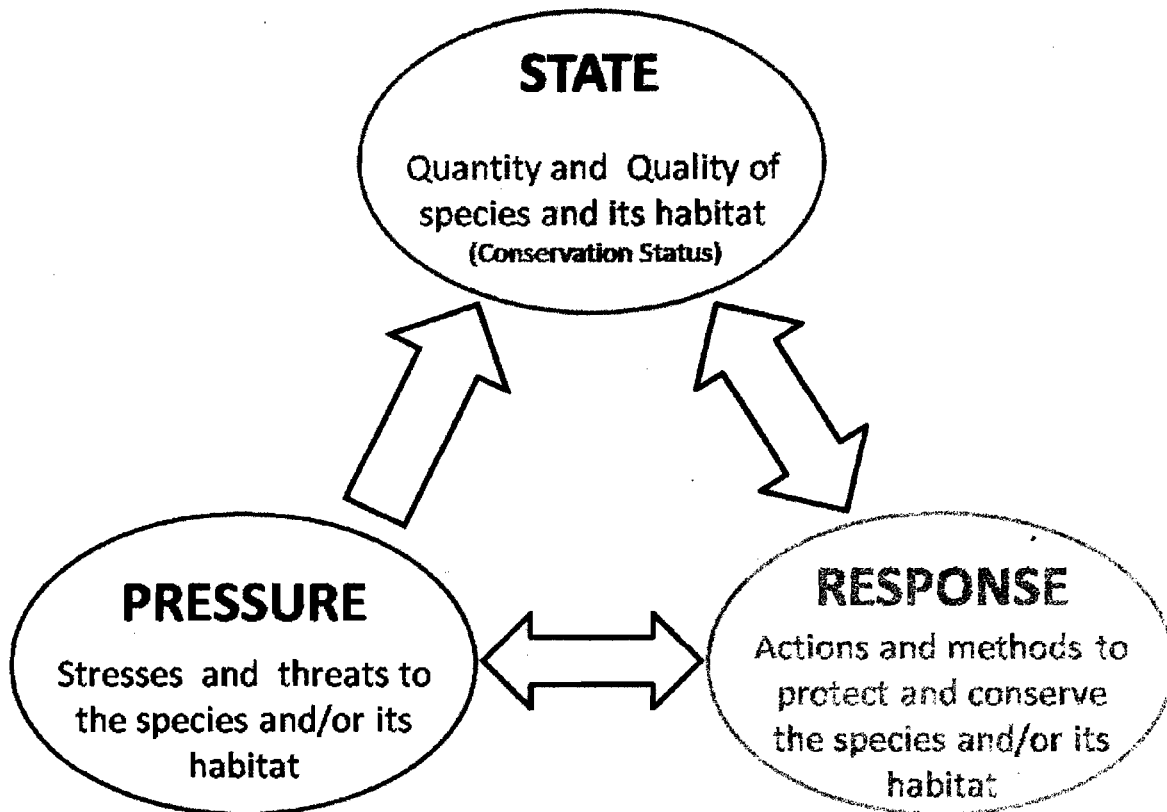 STATE
Quantity and Quality of
species and its habitat
(Conservation Status)
PRESSURE
Stresses and threats to
the species and/or its
habitat
RESPONSE
Actions and methods to
protect and conserve
the species and/or its
habitat